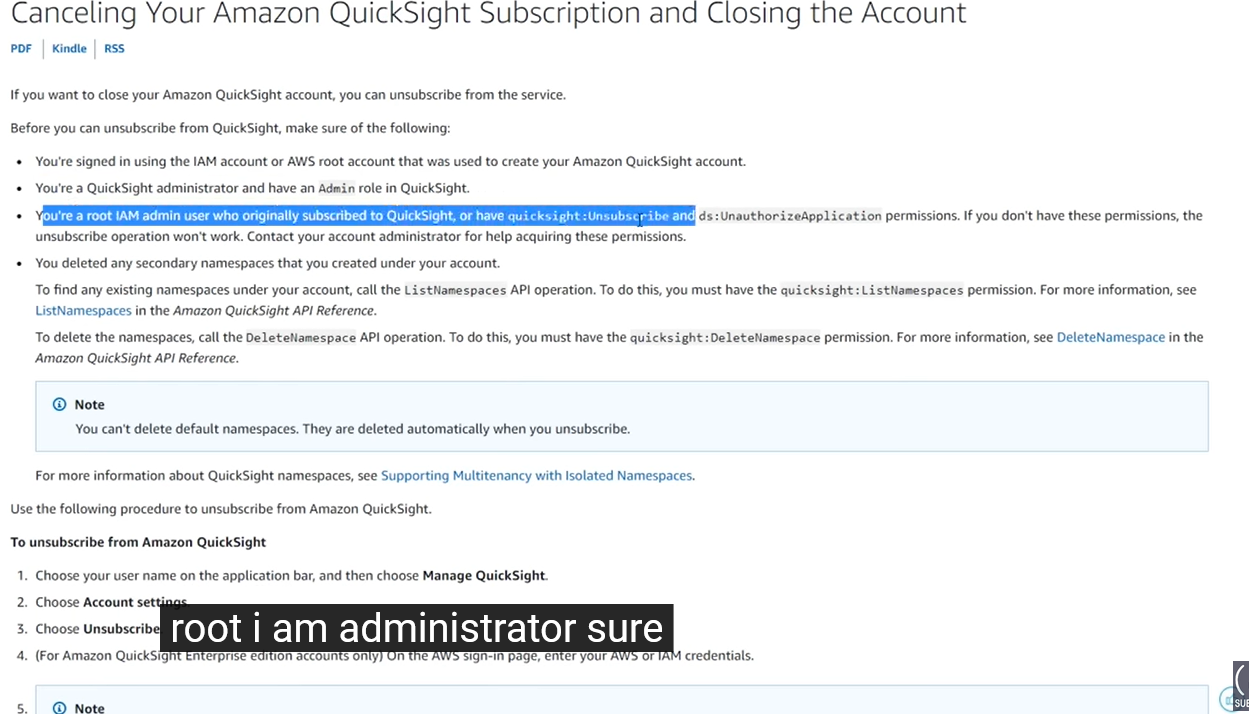 Canceling Your Amazon QuickSight Subscription and Closing the Account
PDF Kindle RSS
If you want to close your Amazon QuickSight account, you can unsubscribe from the service.
Before you can unsubscribe from QuickSight, make sure of the following:
• You're signed in using the IAM account or AWS root account that was used to create your Amazon QuickSight account.
• You're a QuickSight administrator and have an Admin role in QuickSight.
• You're a root IAM admin user who originally subscribed to QuickSight, or have quicksight:Unsubscribe and ds:UnauthorizeApplication permissions. If you don't have these permissions, the
unsubscribe operation won't work. Contact your account administrator for help acquiring these permissions.
• You deleted any secondary namespaces that you created under your account.
To find any existing namespaces under your account, call the ListNamespaces API operation. To do this, you must have the quicksight:ListNamespaces permission. For more information, see
ListNamespaces in the Amazon QuickSight API Reference.
To delete the namespaces, call the DeleteNamespace API operation. To do this, you must have the quicksight:DeleteNamespace permission. For more information, see DeleteNamespace in the
Amazon QuickSight API Reference.
Note
You can't delete default namespaces. They are deleted automatically when you unsubscribe.
For more information about QuickSight namespaces, see Supporting Multitenancy with Isolated Namespaces.
Use the following procedure to unsubscribe from Amazon QuickSight.
To unsubscribe from Amazon QuickSight
1. Choose your user name on the application bar, and then choose Manage QuickSight.
2. Choose Account settings.
3. Choose Unsubscribe
root i am administrator sure
4. (For Amazon QuickSight Enterprise edition accounts only) On the AWS sign-in page, enter your AWS or IAM credentials.
5. Note